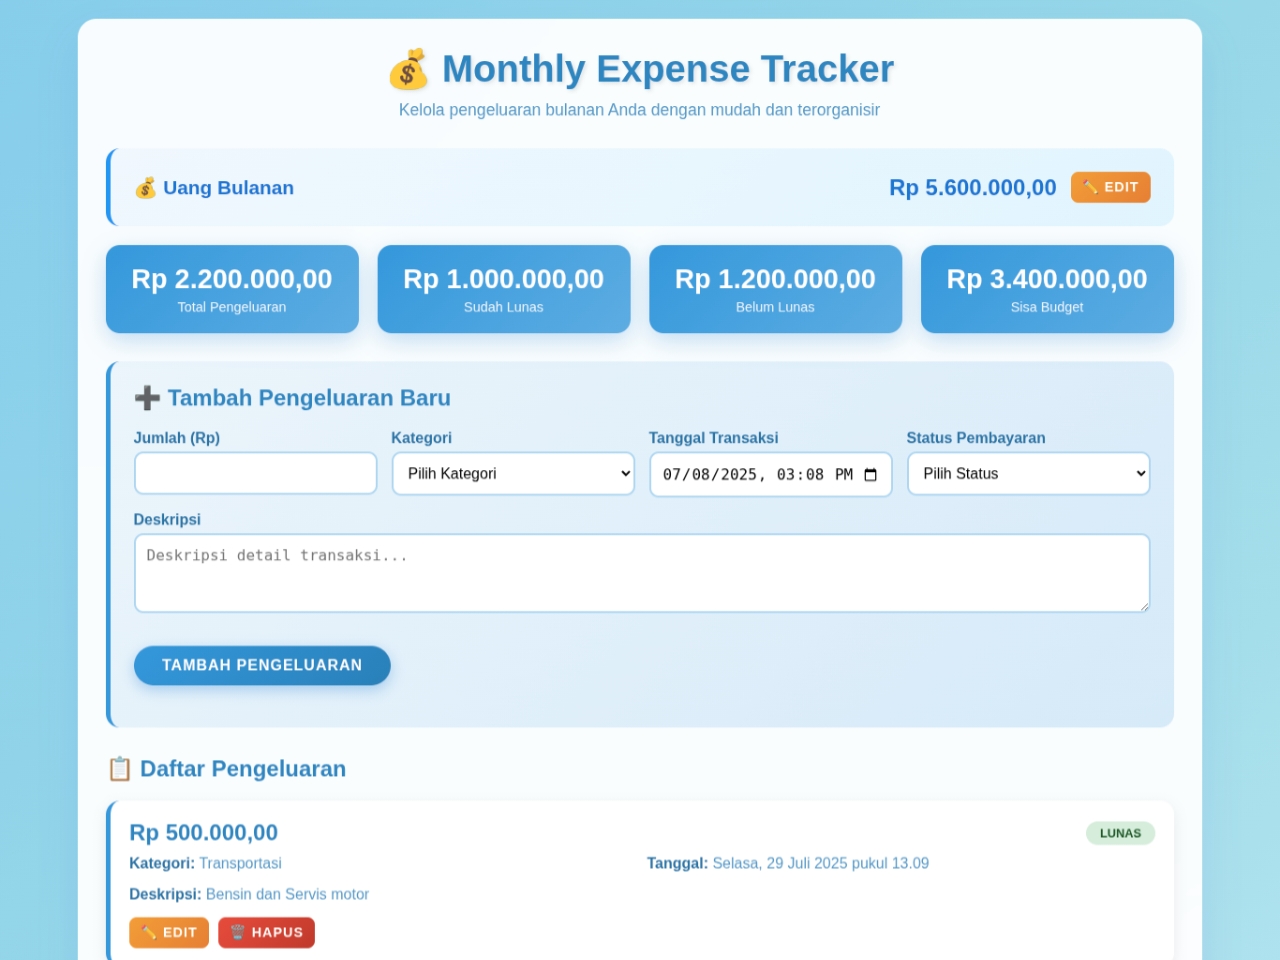 💰 Monthly Expense Tracker
Kelola pengeluaran bulanan Anda dengan mudah dan terorganisir
💰 Uang Bulanan
Rp 5.600.000,00
✏️ EDIT
Rp 2.200.000,00
Total Pengeluaran
Rp 1.000.000,00
Sudah Lunas
Rp 1.200.000,00
Belum Lunas
Rp 3.400.000,00
Sisa Budget
➕ Tambah Pengeluaran Baru
Jumlah (Rp)
Kategori
Pilih Kategori
Tanggal Transaksi
07/08/2025, 03:08 PM
Status Pembayaran
Pilih Status
Deskripsi
Deskripsi detail transaksi...
TAMBAH PENGELUARAN
📋 Daftar Pengeluaran
Rp 500.000,00
LUNAS
Kategori: Transportasi
Tanggal: Selasa, 29 Juli 2025 pukul 13.09
Deskripsi: Bensin dan Servis motor
✏️ EDIT
🗑️ HAPUS